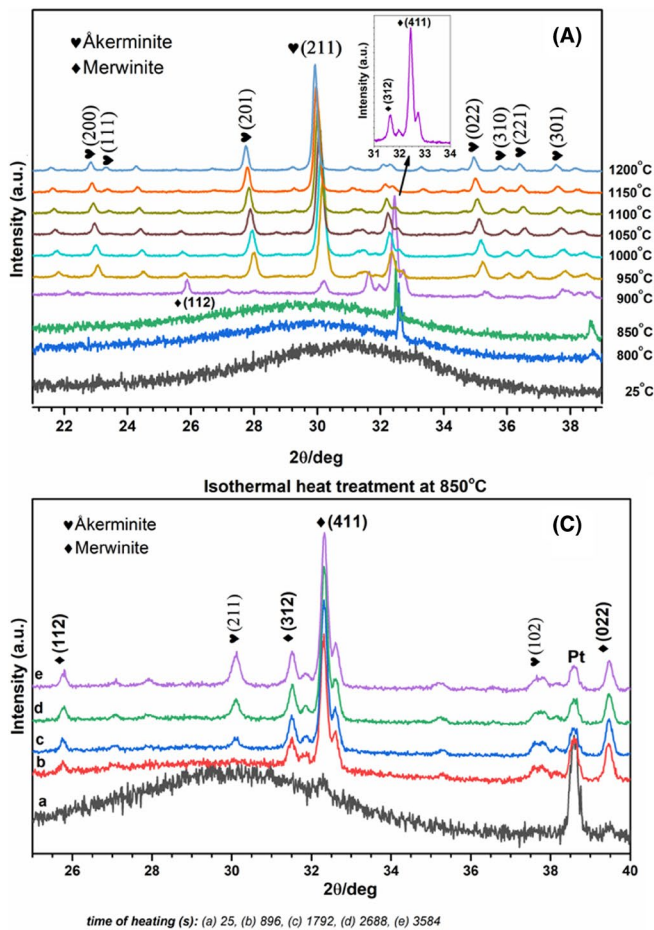 (A)
♥Åkerminite
♦Merwinite
♥(200)
♥(111)
♥(201)
♥(211)
♦(411)
♦(312)
Intensity (a.u.)
31 32 33 34
♥(022)
♥(310)
♥(221)
♥(301)
1200°C
1150°C
1100°C
1050°C
1000°C
950°C
900°C
♦(112)
850°C
800°C
25°C
Intensity (a.u.)
22 24 26 28 30 32 34 36 38
2θ/deg
Isothermal heat treatment at 850°C
(C)
♥Åkerminite
♦Merwinite
♦(411)
♦(112)
♥(211)
♦(312)
♥(102)
Pt
♦(022)
e
d
c
b
a
Intensity (a.u.)
26 28 30 32 34 36 38 40
2θ/deg
time of heating (s): (a) 25, (b) 896, (c) 1792, (d) 2688, (e) 3584